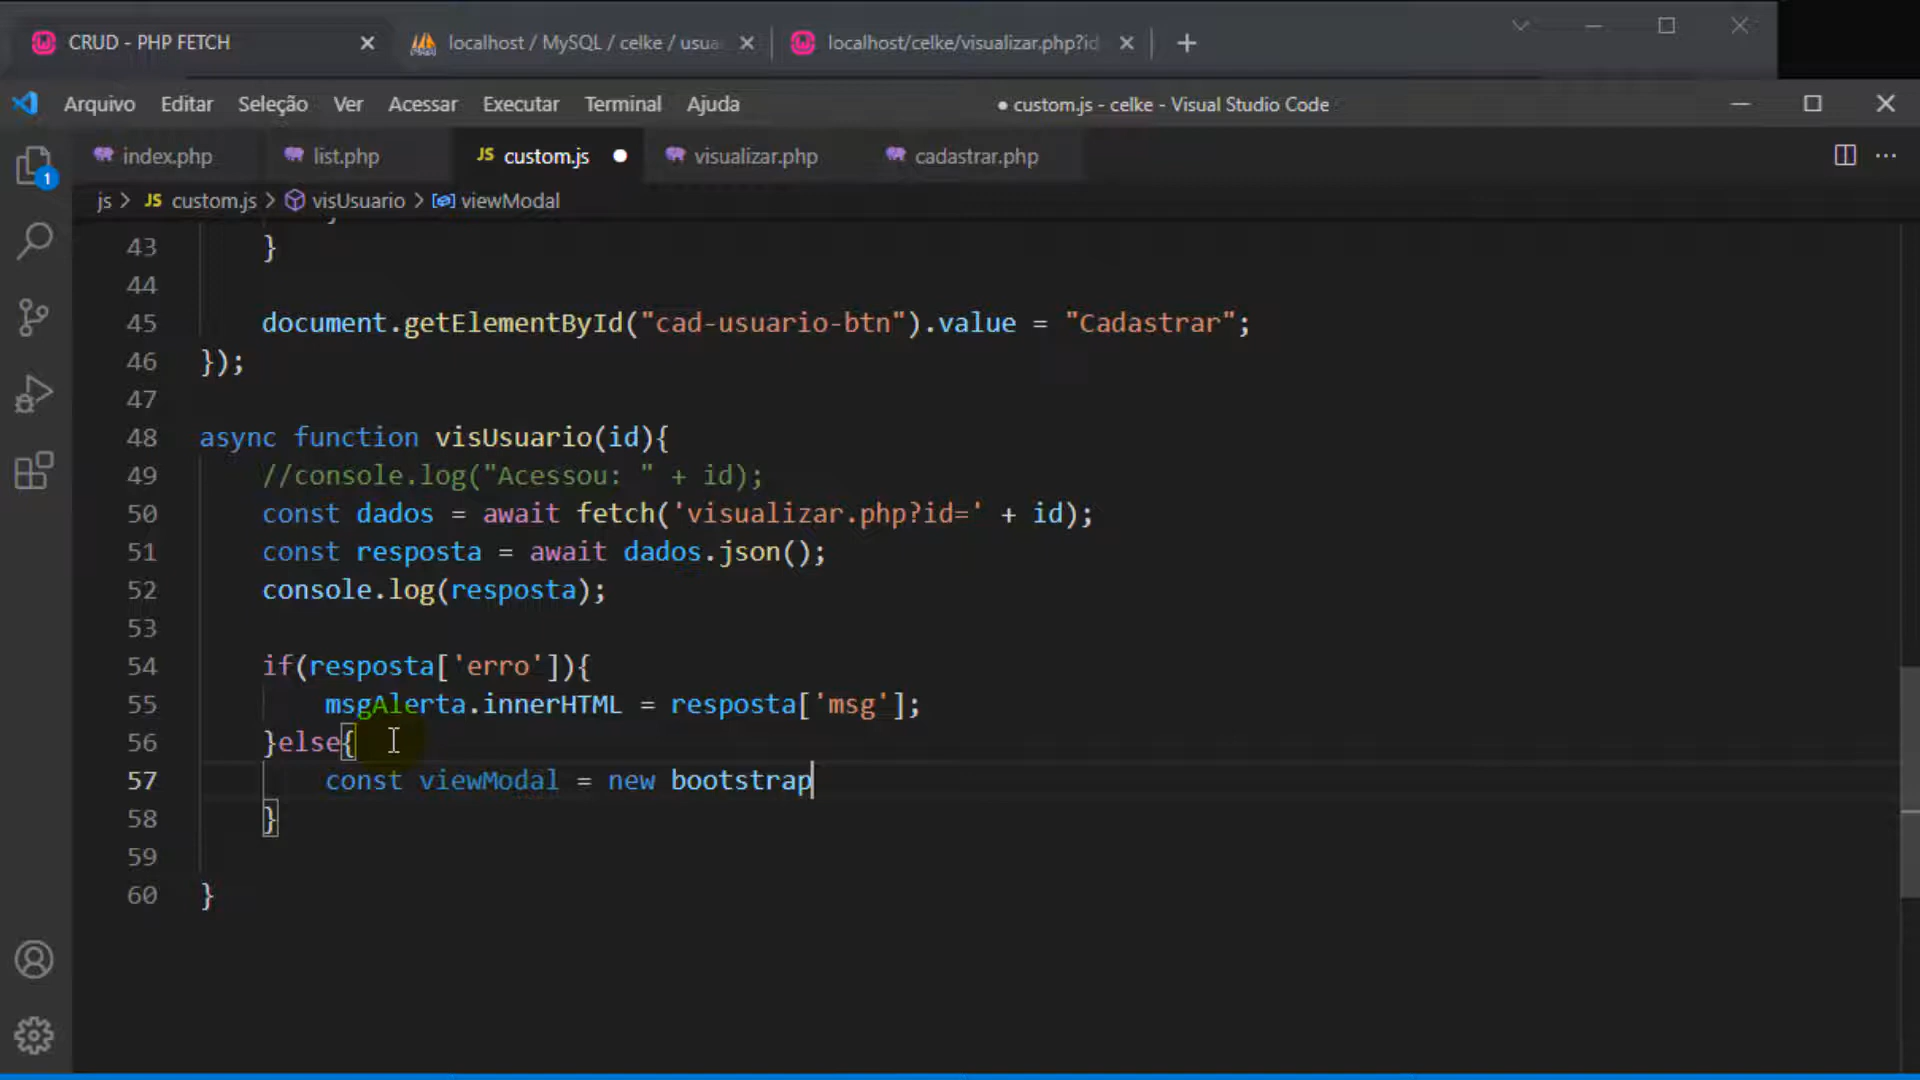 CRUD - PHP FETCH
localhost / MySQL / celke / usua
localhost/celke/visualizar.php?id
Arquivo Editar Seleção Ver Acessar Executar Terminal Ajuda
● custom.js - celke - Visual Studio Code
index.php
list.php
JS custom.js ●
visualizar.php
cadastrar.php
1
js > JS custom.js > visUsuario > viewModal
43 }
44
45 document.getElementById("cad-usuario-btn").value = "Cadastrar";
46 });
47
48 async function visUsuario(id){
49 //console.log("Acessou: " + id);
50 const dados = await fetch('visualizar.php?id=' + id);
51 const resposta = await dados.json();
52 console.log(resposta);
53
54 if(resposta['erro']){
55 msgAlerta.innerHTML = resposta['msg'];
56 }else{
57 const viewModal = new bootstrap
58 }
59
60 }